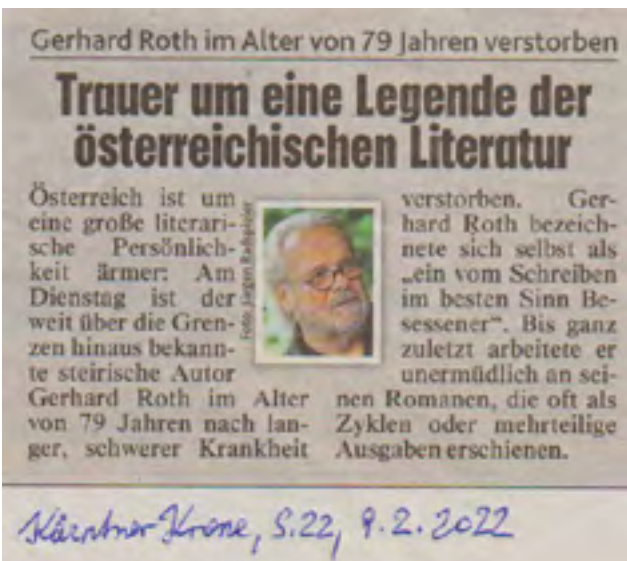 Gerhard Roth im Alter von 79 Jahren verstorben
Trauer um eine Legende der
österreichischen Literatur
Österreich ist um
eine große literari-
sche Persönlich-
keit ärmer: Am
Dienstag ist der
weit über die Gren-
zen hinaus bekann-
te steirische Autor
Gerhard Roth im Alter
von 79 Jahren nach lan-
ger, schwerer Krankheit
Foto: Jürgen Radspieler
verstorben. Ger-
hard Roth bezeich-
nete sich selbst als
„ein vom Schreiben
im besten Sinn Be-
sessener“. Bis ganz
zuletzt arbeitete er
unermüdlich an sei-
nen Romanen, die oft als
Zyklen oder mehrteilige
Ausgaben erschienen.
Kärntner Krone, S.22, 9.2.2022